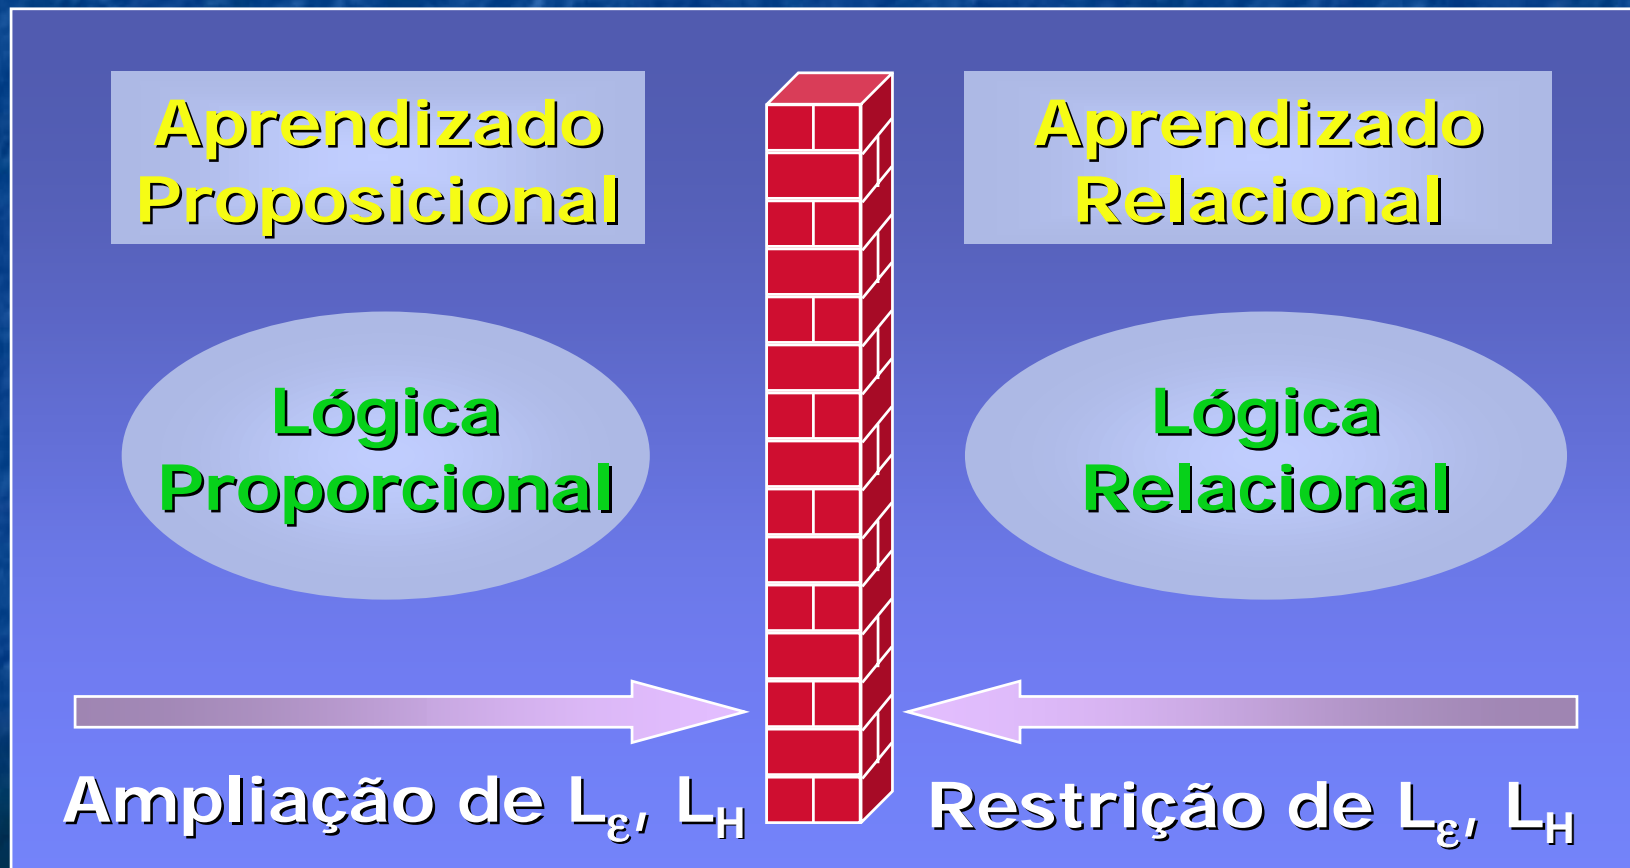 Aprendizado
Proposicional
Lógica
Proporcional
Ampliação de Lε, LH
Aprendizado
Relacional
Lógica
Relacional
Restrição de Lε, LH